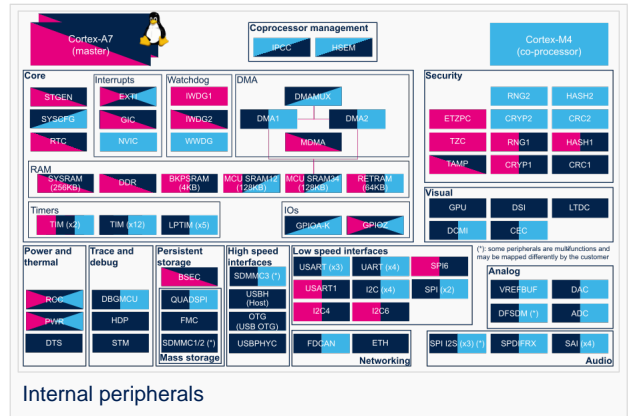 Cortex-A7
(master)
Coprocessor management
IPCC
HSEM
Cortex-M4
(co-processor)
Core
STGEN
SYSCFG
RTC
Interrupts
EXTI
GIC
NVIC
Watchdog
IWDG1
IWDG2
WWDG
DMA
DMAMUX
DMA1
DMA2
MDMA
Security
RNG2
HASH2
ETZPC
CRYP2
CRC2
TZC
RNG1
HASH1
TAMP
CRYP1
CRC1
RAM
SYSRAM
(256KB)
DDR
BKPSRAM
(4KB)
MCU SRAM12
(128KB)
MCU SRAM34
(128KB)
RETRAM
(64KB)
Visual
GPU
DSI
LTDC
DCMI
CEC
Timers
TIM (x2)
TIM (x12)
LPTIM (x5)
IOs
GPIOA-K
GPIOZ
Power and
thermal
RCC
PWR
DTS
Trace and
debug
DBGMCU
HDP
STM
Persistent
storage
BSEC
QUADSPI
FMC
SDMMC1/2 (*)
Mass storage
High speed
interfaces
SDMMC3 (*)
USBH
(Host)
OTG
(USB OTG)
USBPHYC
Low speed interfaces
USART (x3)
UART (x4)
SPI6
USART1
I2C (x4)
SPI (x2)
I2C4
I2C6
(*): some peripherals are multifunctions and
may be mapped differently by the customer
Analog
VREFBUF
DAC
DFSDM (*)
ADC
FDCAN
ETH
Networking
SPI I2S (x3) (*)
SPDIFRX
SAI (x4)
Audio
Internal peripherals